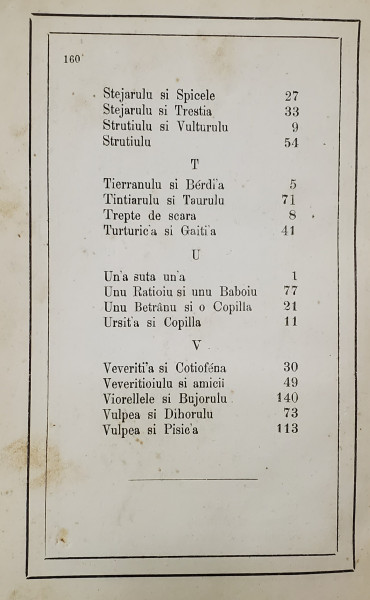 160
Stejarulu si Spicele 27
Stejarulu si Trestia 33
Strutiulu si Vulturulu 9
Strutiulu 54
T
Tierranulu si Bérdi'a 5
Tintiarulu si Taurulu 71
Trepte de scara 8
Turturic'a si Gaiti'a 41
U
Un'a suta un'a 1
Unu Ratioiu si unu Baboiu 77
Unu Betrânu si o Copilla 21
Ursit'a si Copilla 11
V
Veveriti'a si Cotioféna 30
Veveritioiulu si amicii 49
Viorellele si Bujorulu 140
Vulpea si Dihorulu 73
Vulpea si Pisic'a 113